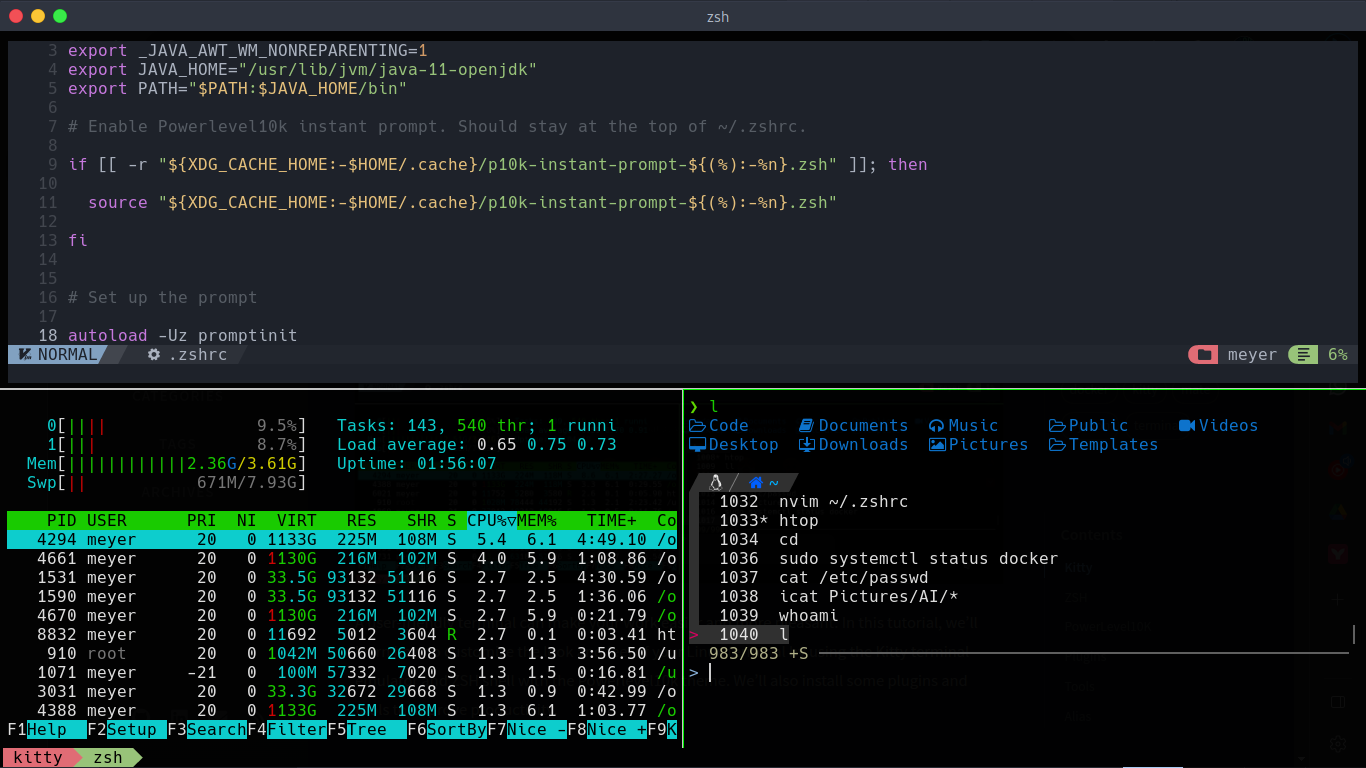 zsh
3 export _JAVA_AWT_WM_NONREPARENTING=1
4 export JAVA_HOME="/usr/lib/jvm/java-11-openjdk"
5 export PATH="$PATH:$JAVA_HOME/bin"
6
7 # Enable Powerlevel10k instant prompt. Should stay at the top of ~/.zshrc.
8
9 if [[ -r "${XDG_CACHE_HOME:-$HOME/.cache}/p10k-instant-prompt-${(%):-%n}.zsh" ]]; then
10
11   source "${XDG_CACHE_HOME:-$HOME/.cache}/p10k-instant-prompt-${(%):-%n}.zsh"
12
13 fi
14
15
16 # Set up the prompt
17
18 autoload -Uz promptinit
NORMAL .zshrc meyer 6%
0[|||| 9.5%] Tasks: 143, 540 thr; 1 runni
1[||| 8.7%] Load average: 0.65 0.75 0.73
Mem[||||||||||||2.36G/3.61G] Uptime: 01:56:07
Swp[|| 671M/7.93G]
PID USER PRI NI VIRT RES SHR S CPU%▽MEM% TIME+ Co
4294 meyer 20 0 1133G 225M 108M S 5.4 6.1 4:49.10 /o
4661 meyer 20 0 1130G 216M 102M S 4.0 5.9 1:08.86 /o
1531 meyer 20 0 33.5G 93132 51116 S 2.7 2.5 4:30.59 /o
1590 meyer 20 0 33.5G 93132 51116 S 2.7 2.5 1:36.06 /o
4670 meyer 20 0 1130G 216M 102M S 2.7 5.9 0:21.79 /o
8832 meyer 20 0 11692 5012 3604 R 2.7 0.1 0:03.41 ht
910 root 20 0 1042M 50660 26408 S 1.3 1.3 3:56.50 /u
1071 meyer -21 0 100M 57332 7020 S 1.3 1.5 0:16.81 /u
3031 meyer 20 0 33.3G 32672 29668 S 1.3 0.9 0:42.99 /o
4388 meyer 20 0 1133G 225M 108M S 1.3 6.1 1:03.77 /o
F1Help F2Setup F3SearchF4FilterF5Tree F6SortByF7Nice -F8Nice +F9K
❯ l
Code Documents Music Public Videos
Desktop Downloads Pictures Templates
~
1032 nvim ~/.zshrc
1033* htop
1034 cd
1036 sudo systemctl status docker
1037 cat /etc/passwd
1038 icat Pictures/AI/*
1039 whoami
> 1040 l
983/983 +S
>
kitty zsh